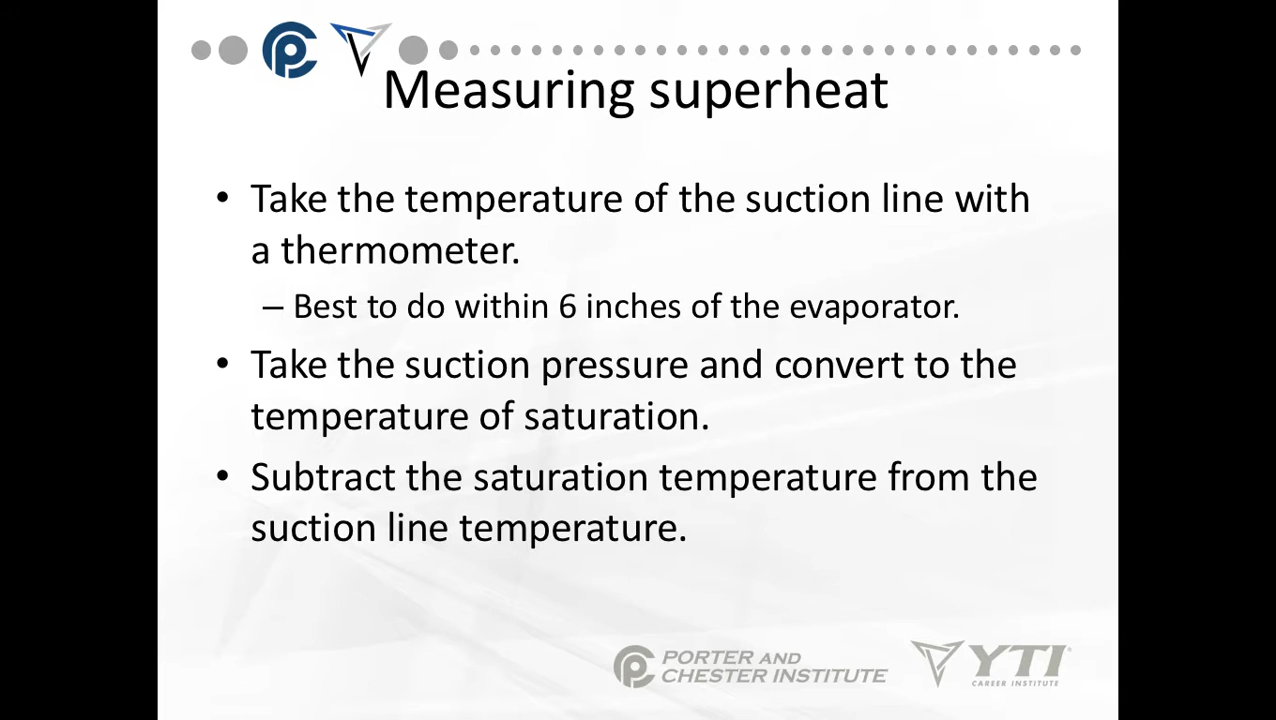 Measuring superheat
• Take the temperature of the suction line with
a thermometer.
– Best to do within 6 inches of the evaporator.
• Take the suction pressure and convert to the
temperature of saturation.
• Subtract the saturation temperature from the
suction line temperature.
PORTER AND
CHESTER INSTITUTE
YTI
CAREER INSTITUTE